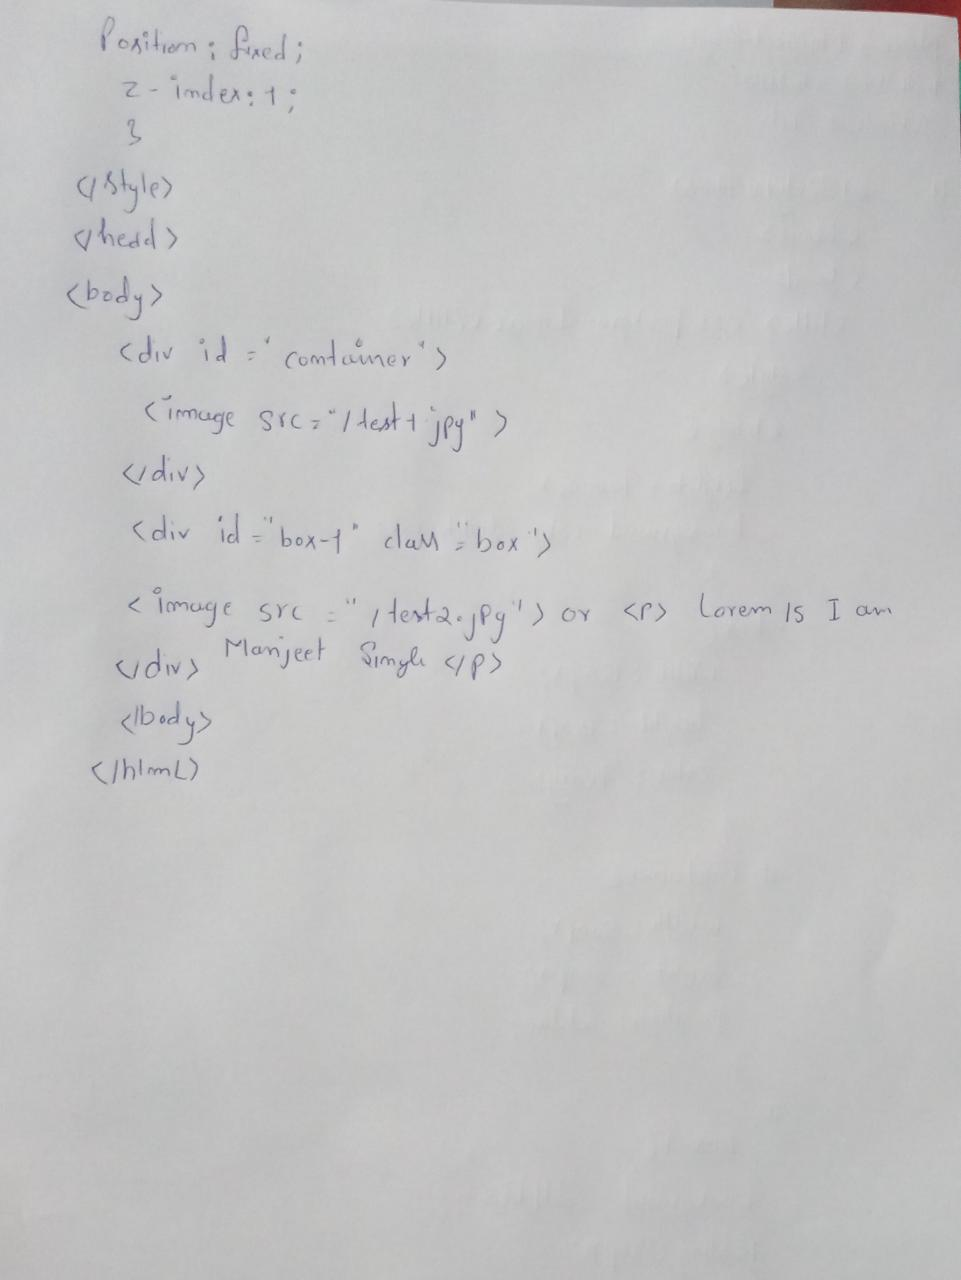 Position: fixed;
z-index: 1;
}
</style>
</head>
<body>
<div id="container">
<image src="/test1 jpg">
</div>
<div id="box-1" class="box">
<image src="/test2.jpg"> or <p> Lorem Is I am
</div> Manjeet Single </p>
</body>
</html>